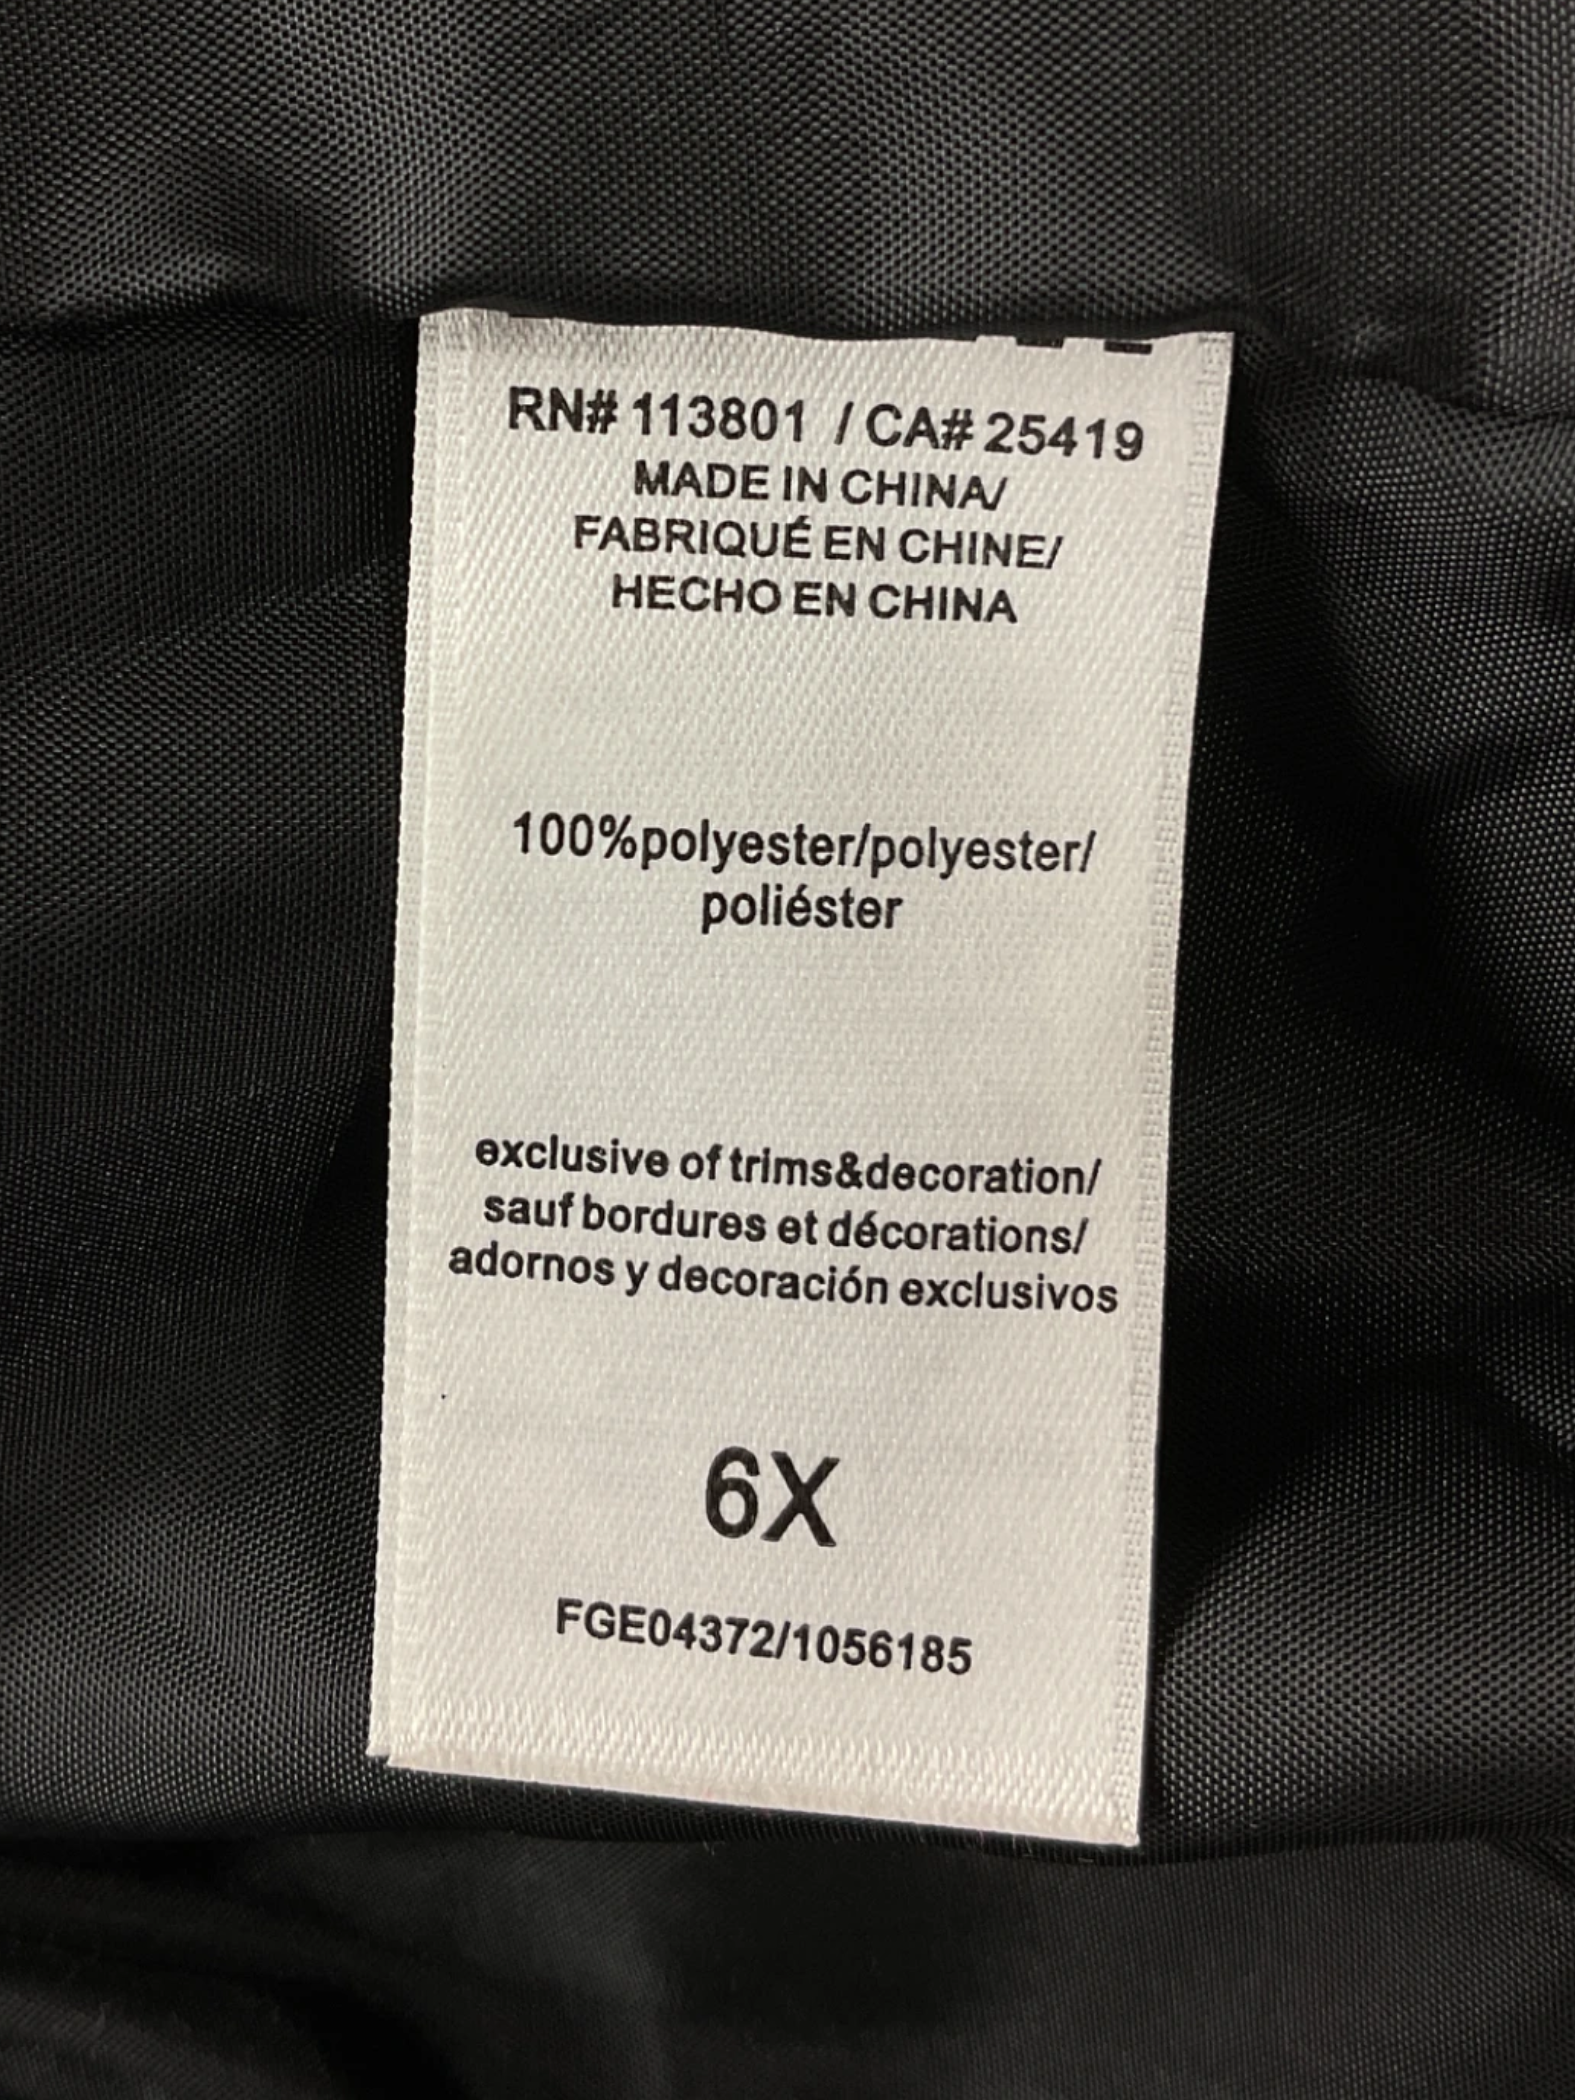 RN# 113801 / CA# 25419
MADE IN CHINA/
FABRIQUÉ EN CHINE/
HECHO EN CHINA
100%polyester/polyester/
poliéster
exclusive of trims&decoration/
sauf bordures et décorations/
adornos y decoración exclusivos
6X
FGE04372/1056185